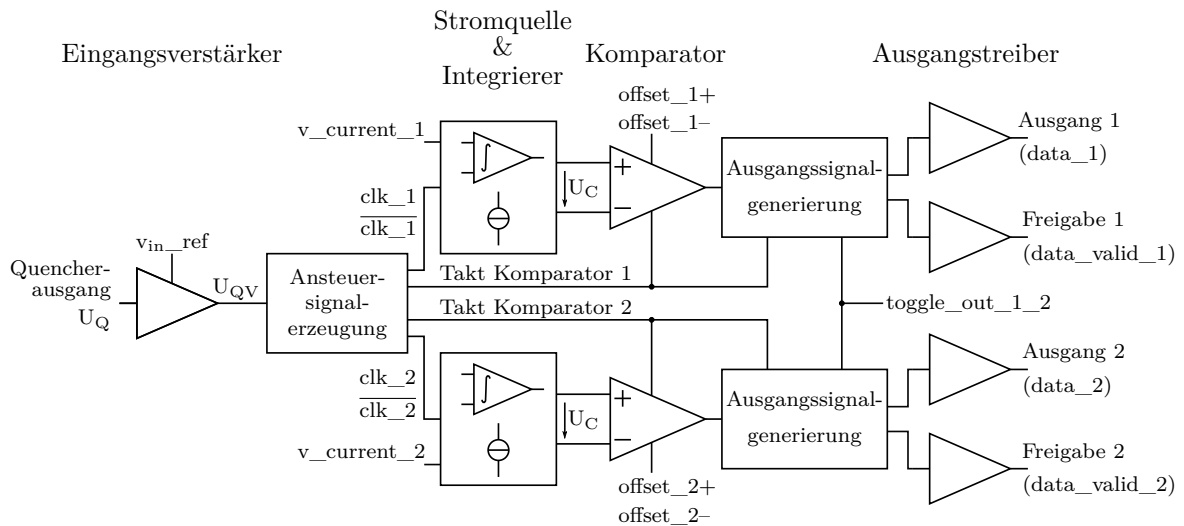 Stromquelle
&
Integrierer
Eingangsverstärker
Komparator
Ausgangstreiber
offset_1+
offset_1–
v_current_1
∫
U_C
+
−
Ausgangssignal-
generierung
Ausgang 1
(data_1)
clk_1
clk_1
Freigabe 1
(data_valid_1)
v_in_ref
Quencher-
ausgang
U_Q
U_QV
Ansteuer-
signal-
erzeugung
Takt Komparator 1
Takt Komparator 2
toggle_out_1_2
clk_2
clk_2
v_current_2
∫
U_C
+
−
Ausgangssignal-
generierung
Ausgang 2
(data_2)
Freigabe 2
(data_valid_2)
offset_2+
offset_2–